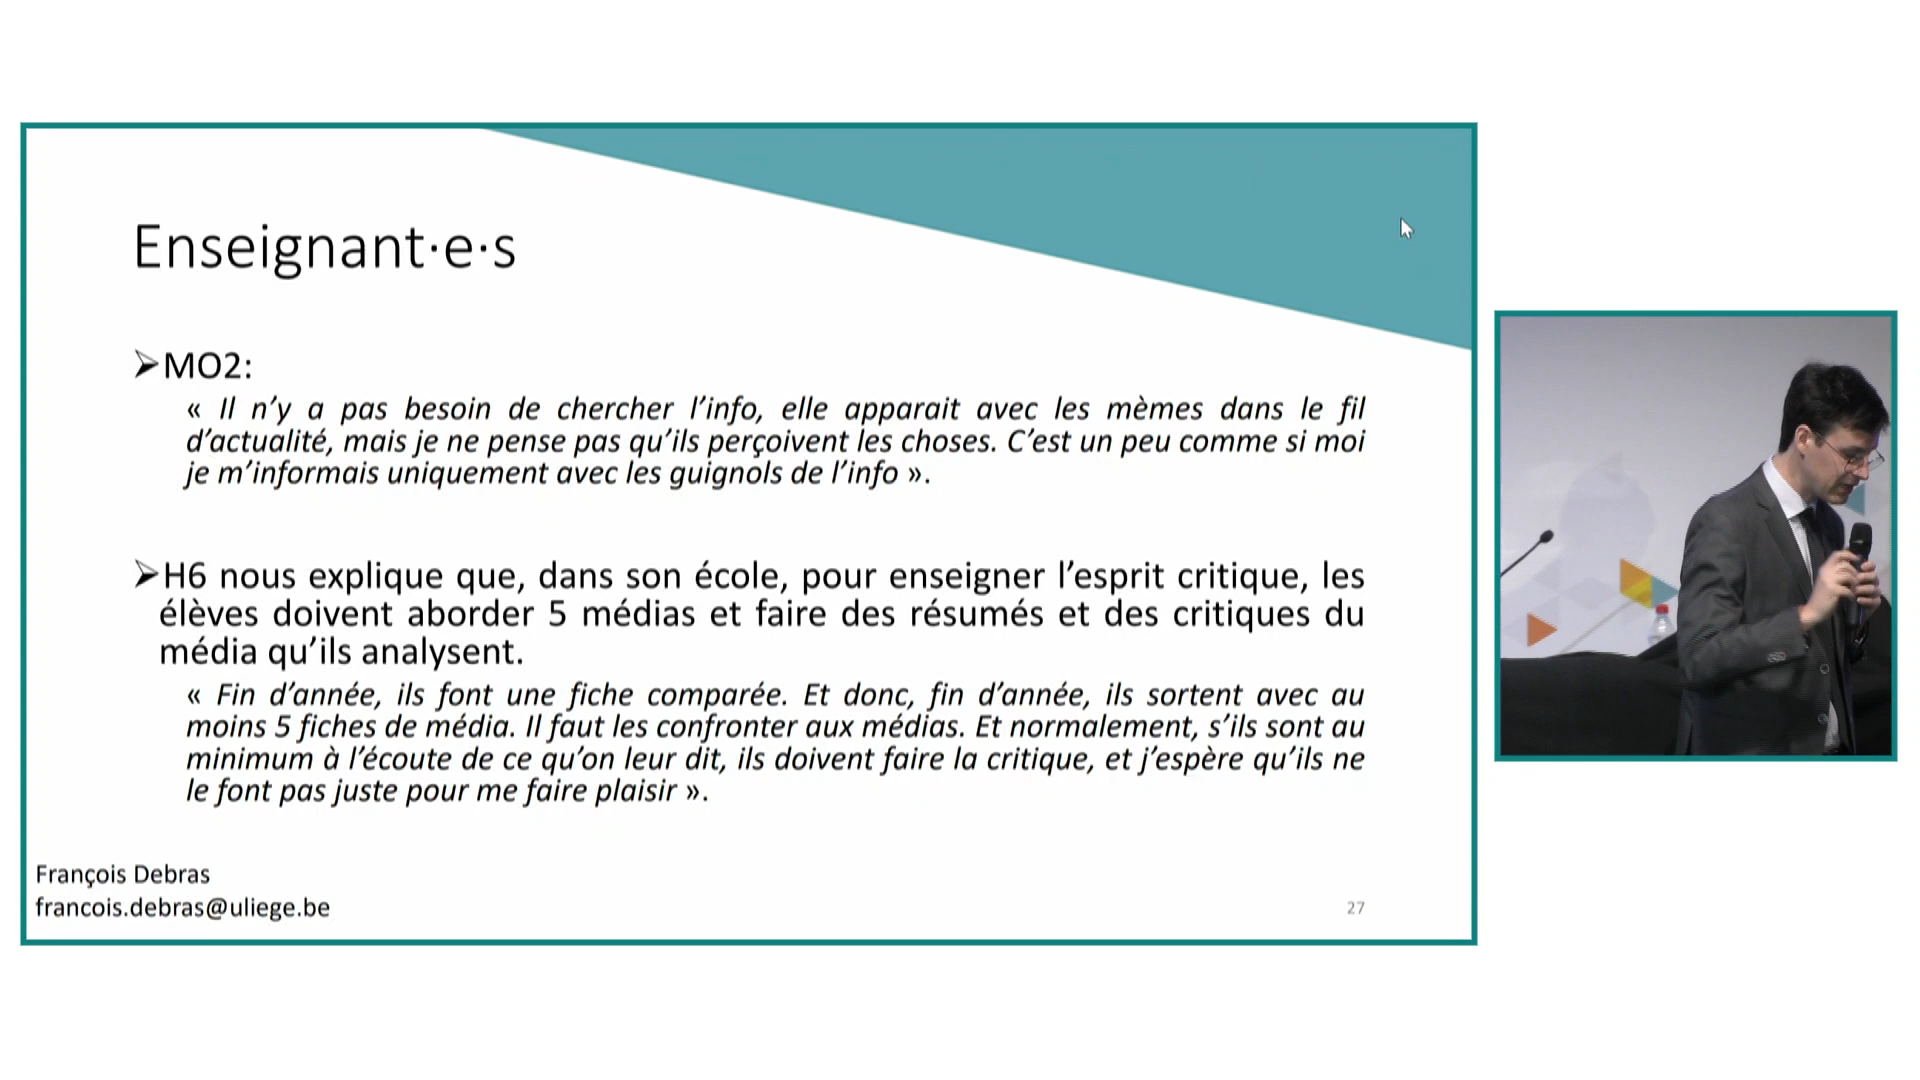 Enseignant·e·s
➢MO2:
« Il n’y a pas besoin de chercher l’info, elle apparait avec les mèmes dans le fil
d’actualité, mais je ne pense pas qu’ils perçoivent les choses. C’est un peu comme si moi
je m’informais uniquement avec les guignols de l’info ».
➢H6 nous explique que, dans son école, pour enseigner l’esprit critique, les
élèves doivent aborder 5 médias et faire des résumés et des critiques du
média qu’ils analysent.
« Fin d’année, ils font une fiche comparée. Et donc, fin d’année, ils sortent avec au
moins 5 fiches de média. Il faut les confronter aux médias. Et normalement, s’ils sont au
minimum à l’écoute de ce qu’on leur dit, ils doivent faire la critique, et j’espère qu’ils ne
le font pas juste pour me faire plaisir ».
François Debras
francois.debras@uliege.be
27